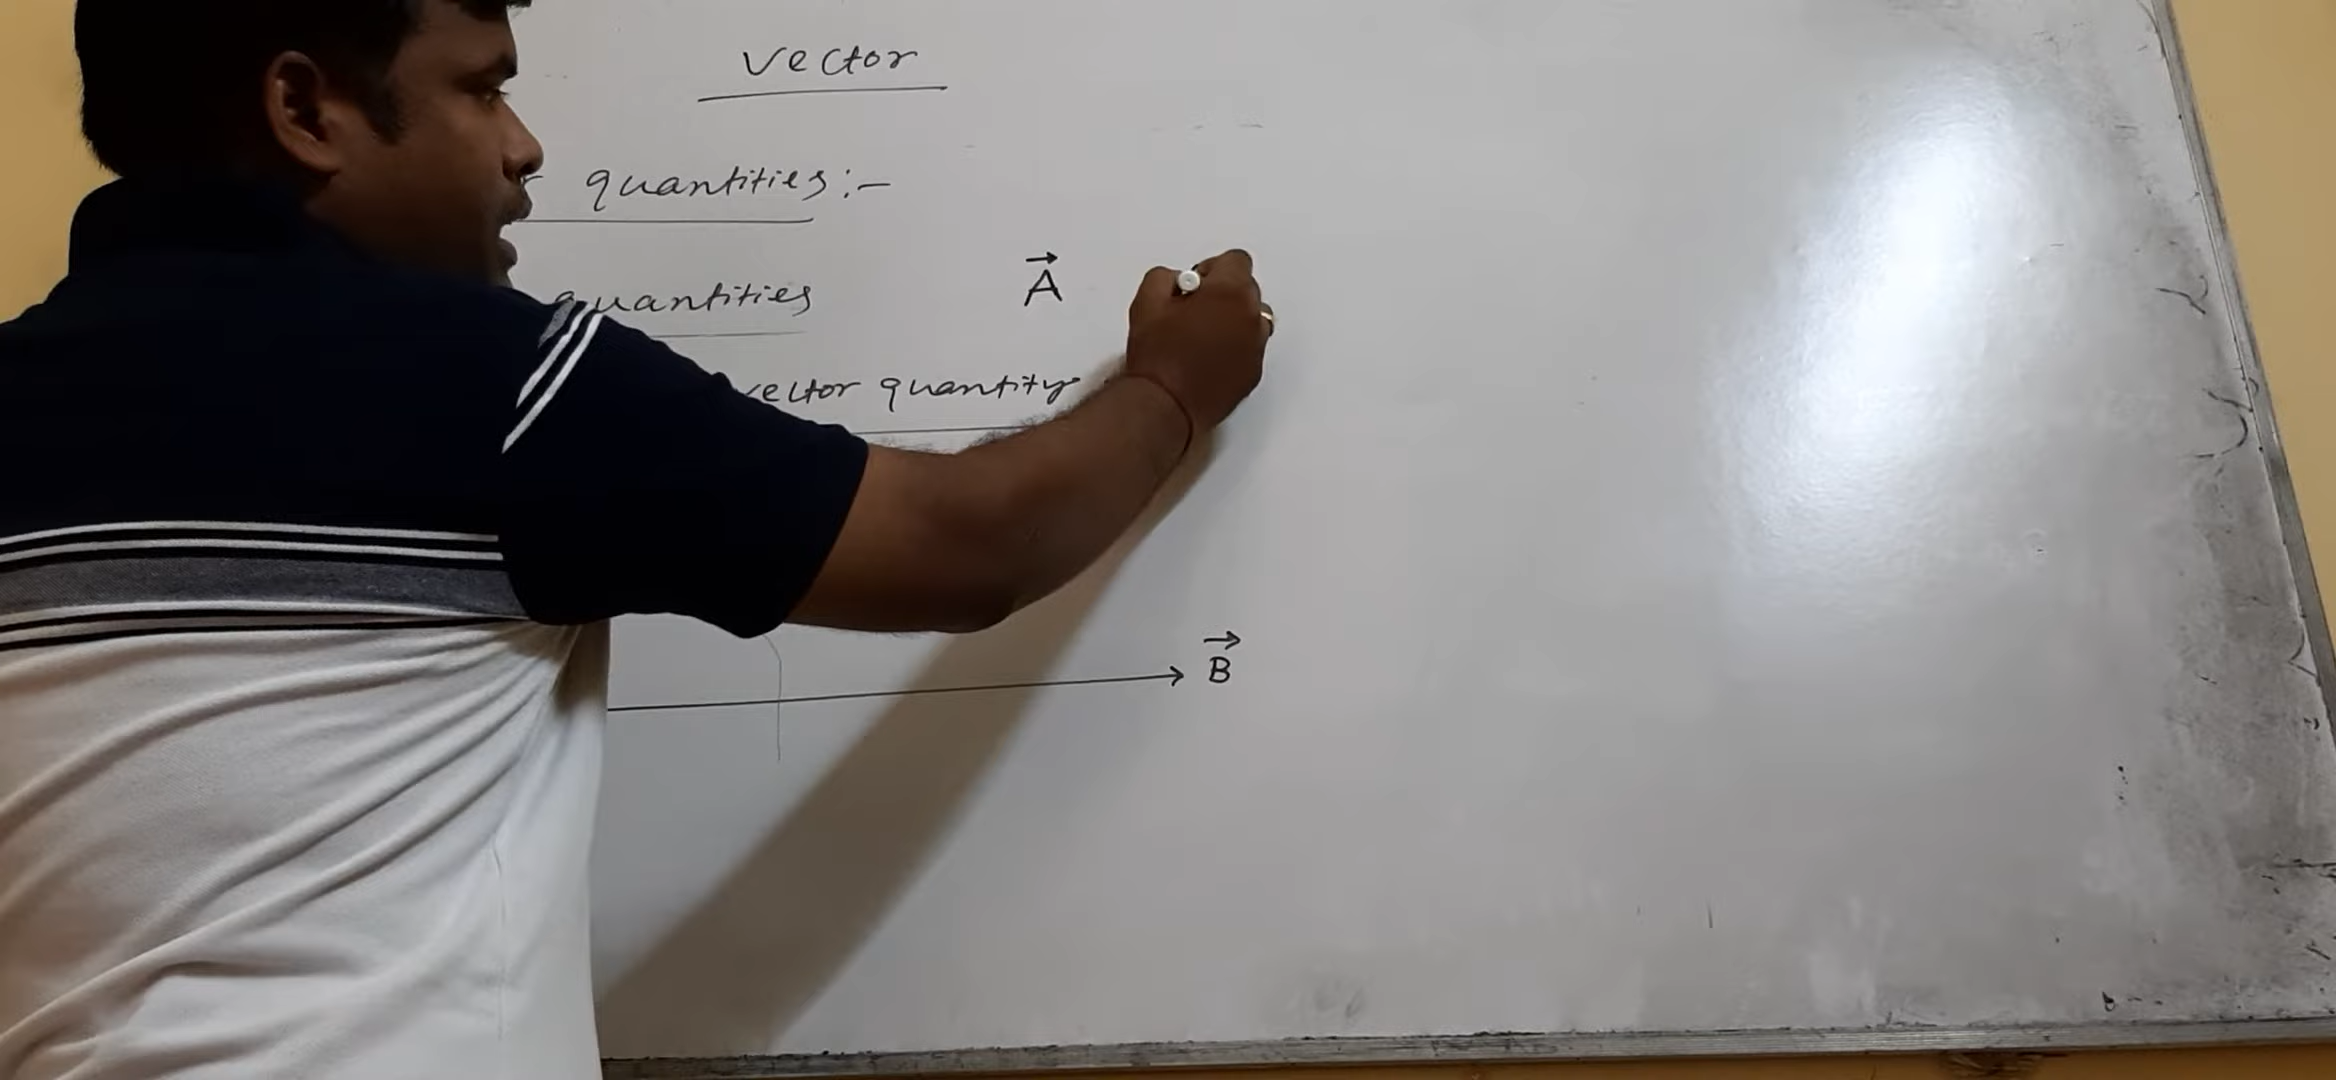 vector
quantities:-
quantities
A⃗
vector quantity
B⃗